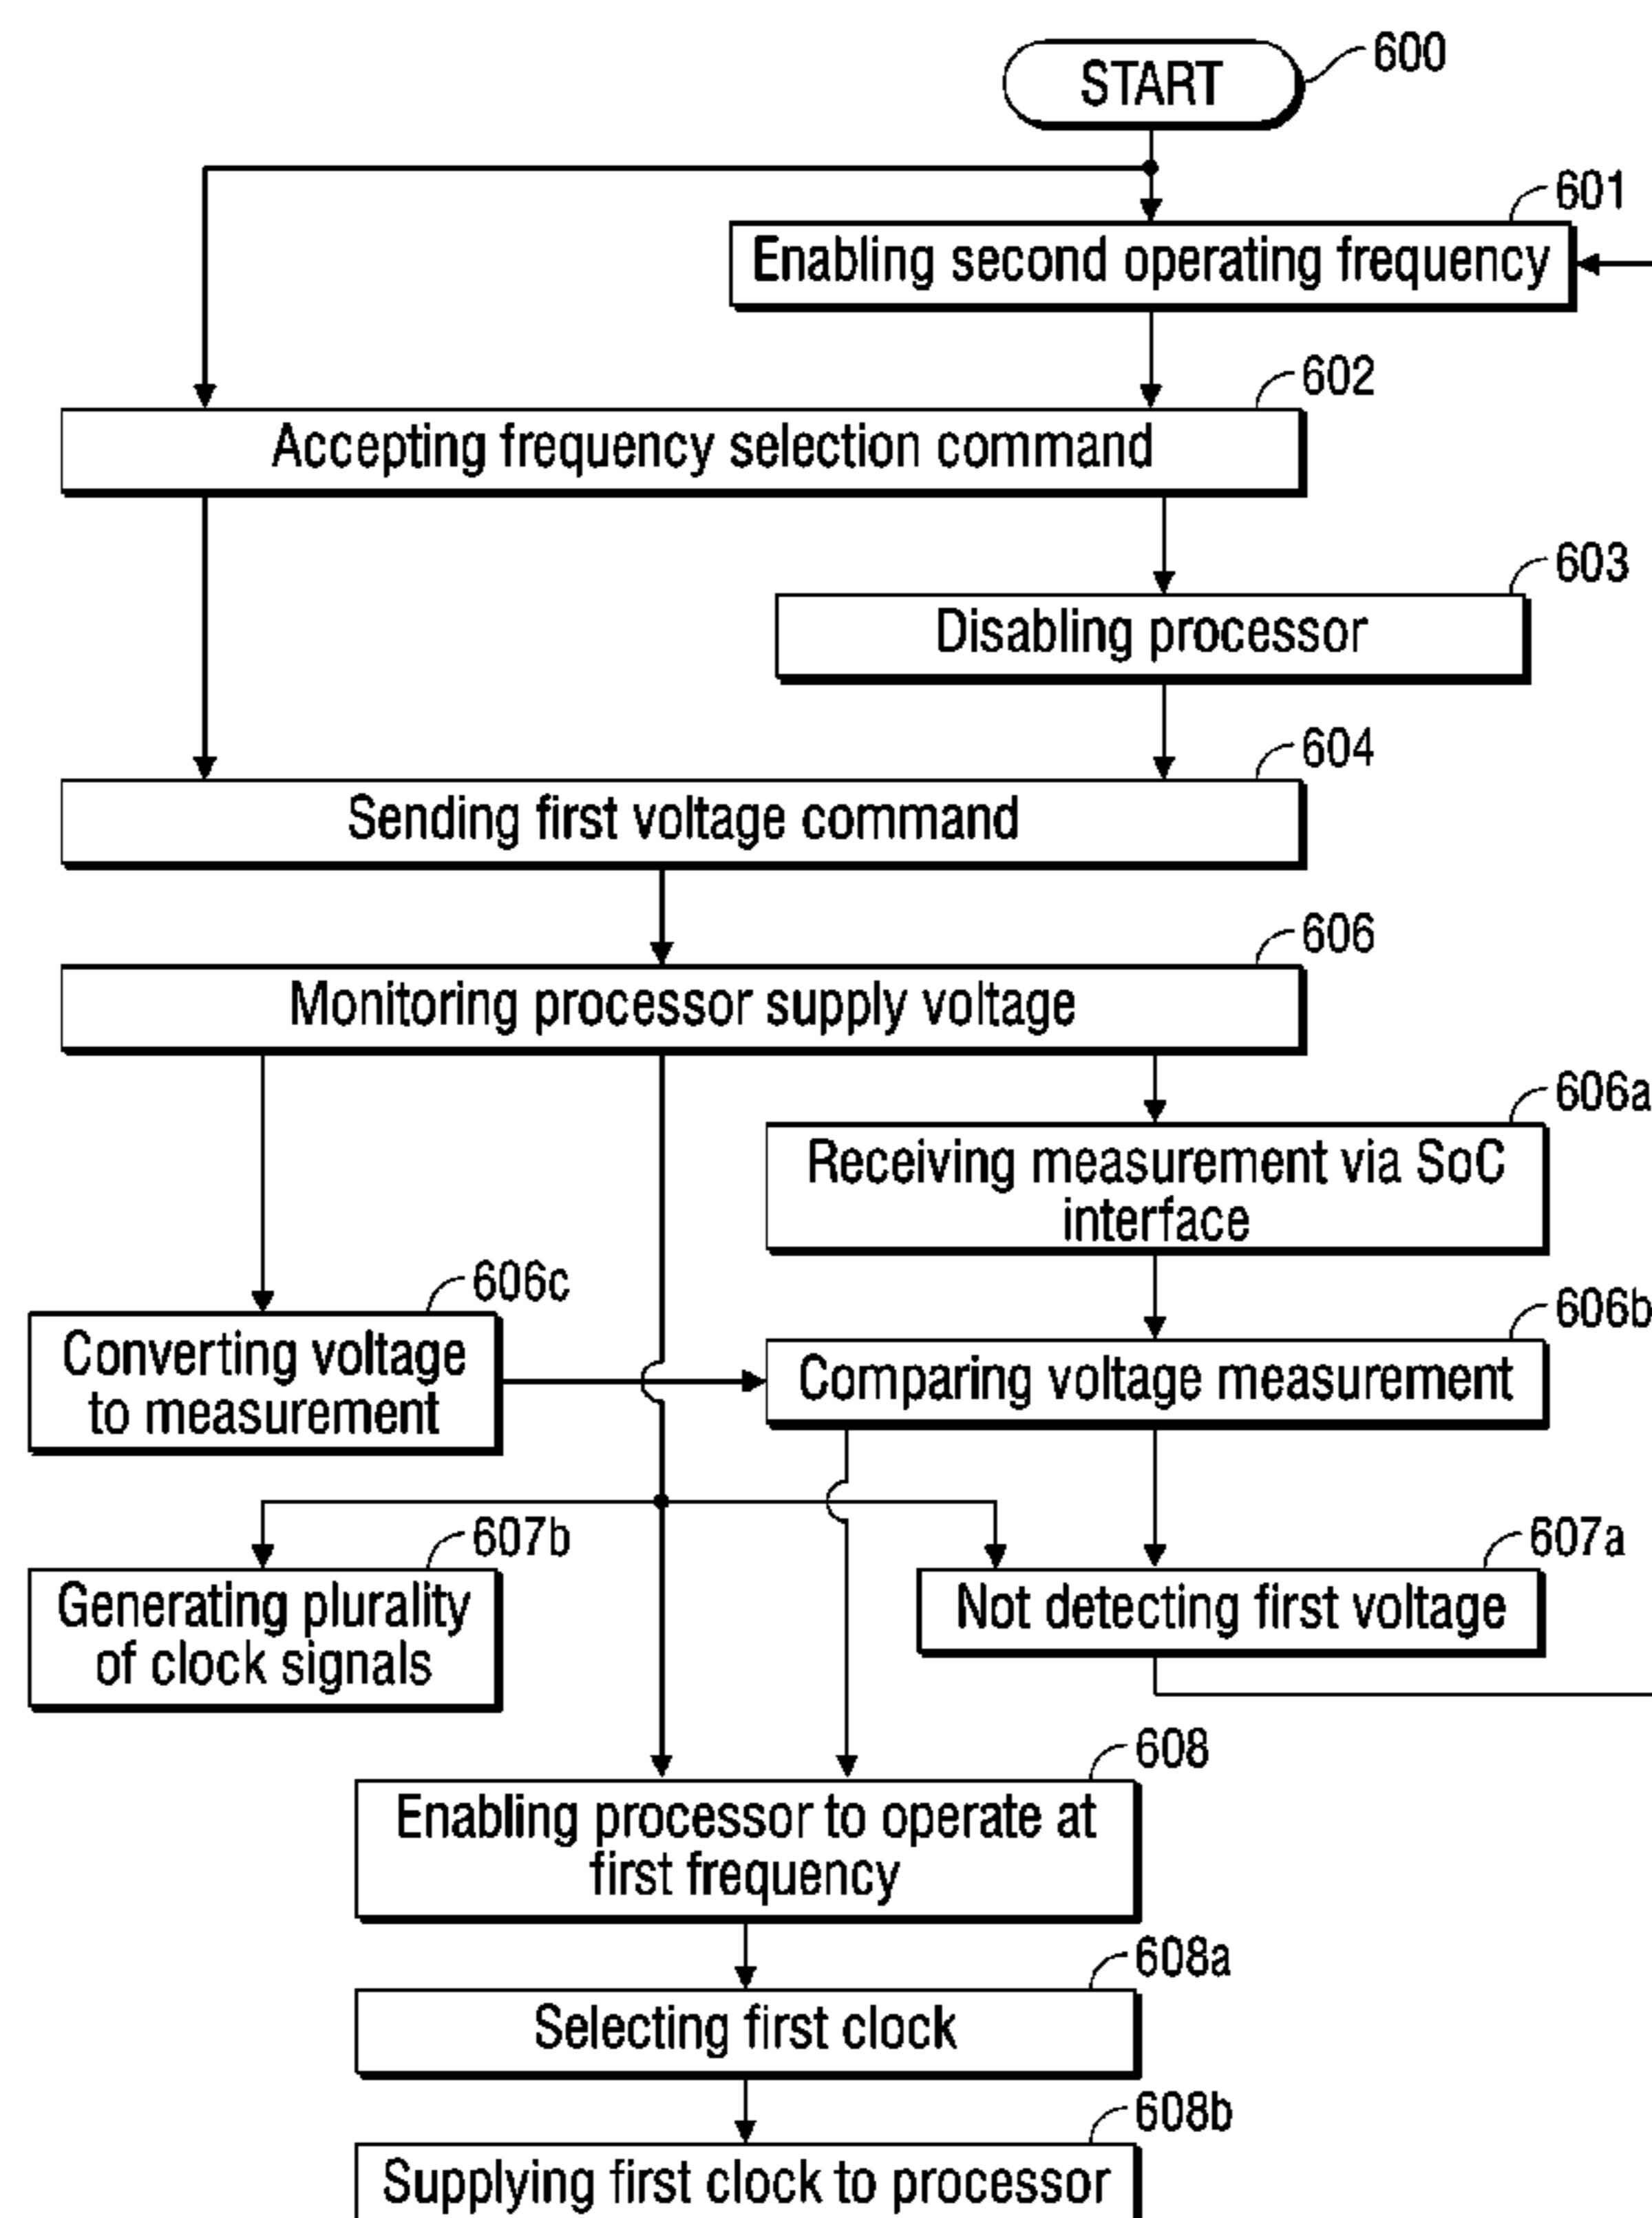 START
600
601
Enabling second operating frequency
602
Accepting frequency selection command
603
Disabling processor
604
Sending first voltage command
606
Monitoring processor supply voltage
606a
Receiving measurement via SoC
interface
606c
Converting voltage
to measurement
606b
Comparing voltage measurement
607b
Generating plurality
of clock signals
607a
Not detecting first voltage
608
Enabling processor to operate at
first frequency
608a
Selecting first clock
608b
Supplying first clock to processor